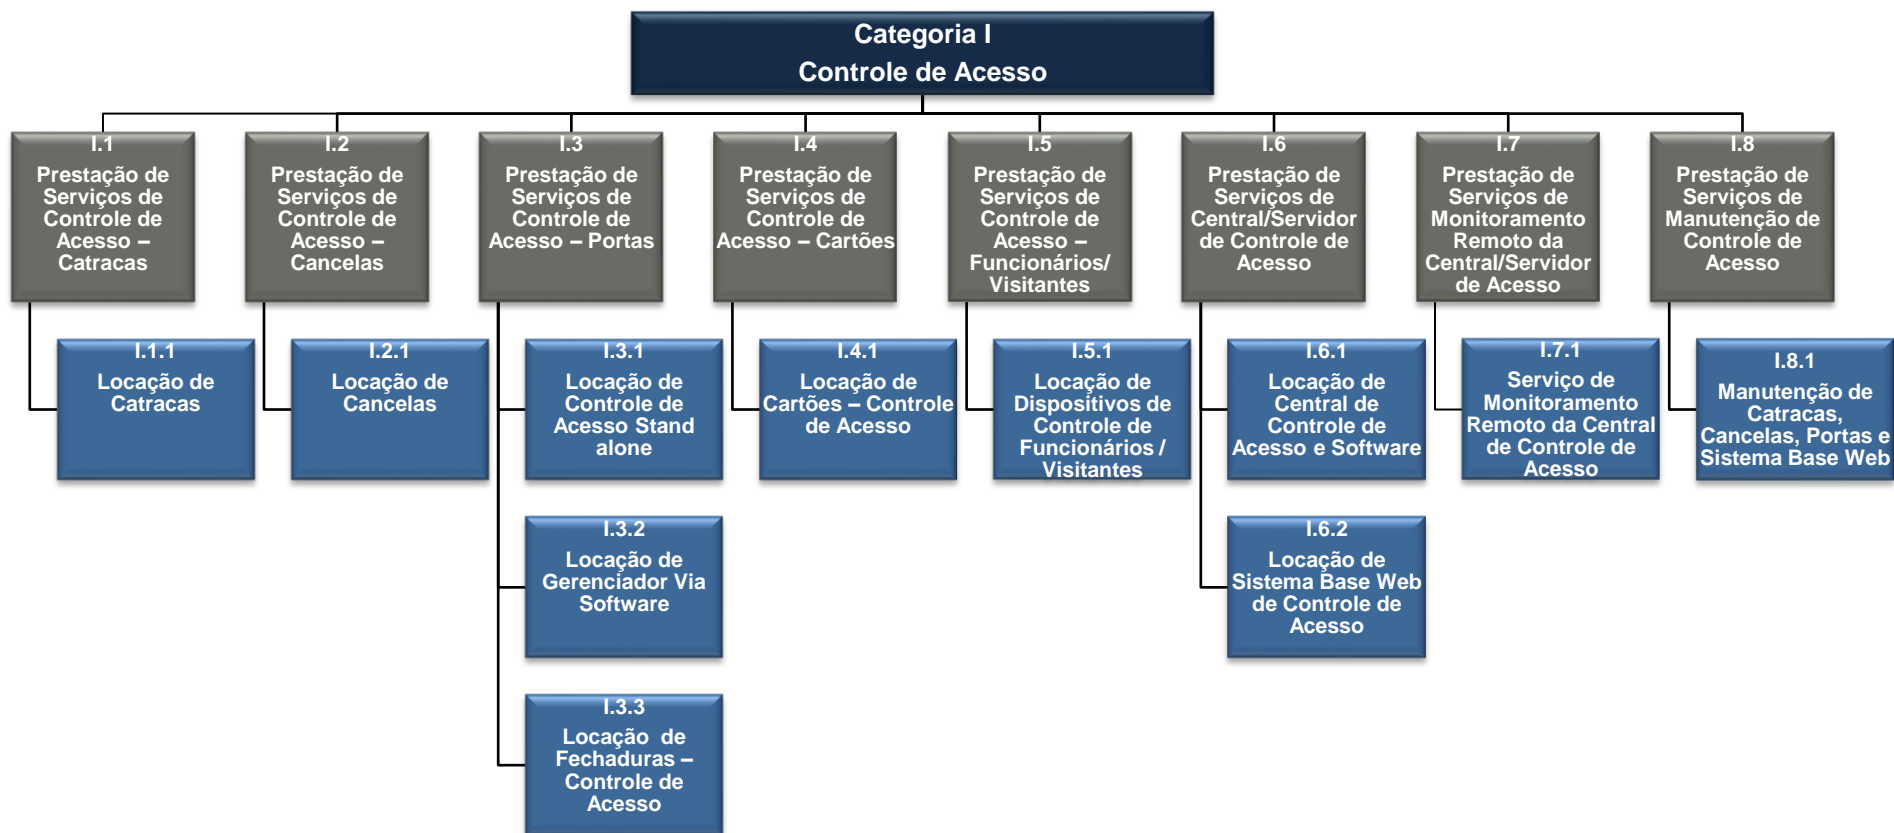 Categoria I
Controle de Acesso
I.1
Prestação de
Serviços de
Controle de
Acesso –
Catracas
I.2
Prestação de
Serviços de
Controle de
Acesso –
Cancelas
I.3
Prestação de
Serviços de
Controle de
Acesso – Portas
I.4
Prestação de
Serviços de
Controle de
Acesso – Cartões
I.5
Prestação de
Serviços de
Controle de
Acesso –
Funcionários/
Visitantes
I.6
Prestação de
Serviços de
Central/Servidor
de Controle de
Acesso
I.7
Prestação de
Serviços de
Monitoramento
Remoto da
Central/Servidor
de Acesso
I.8
Prestação de
Serviços de
Manutenção de
Controle de
Acesso
I.1.1
Locação de
Catracas
I.2.1
Locação de
Cancelas
I.3.1
Locação de
Controle de
Acesso Stand
alone
I.4.1
Locação de
Cartões – Controle
de Acesso
I.5.1
Locação de
Dispositivos de
Controle de
Funcionários /
Visitantes
I.6.1
Locação de
Central de
Controle de
Acesso e Software
I.7.1
Serviço de
Monitoramento
Remoto da Central
de Controle de
Acesso
I.8.1
Manutenção de
Catracas,
Cancelas, Portas e
Sistema Base Web
I.3.2
Locação de
Gerenciador Via
Software
I.6.2
Locação de
Sistema Base Web
de Controle de
Acesso
I.3.3
Locação de
Fechaduras –
Controle de
Acesso